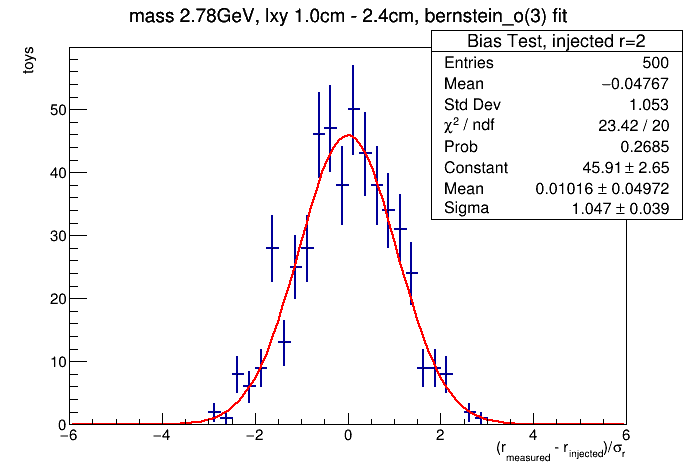 mass 2.78GeV, lxy 1.0cm - 2.4cm, bernstein_o(3) fit
toys
Bias Test, injected r=2
Entries 500
Mean −0.04767
Std Dev 1.053
χ² / ndf 23.42 / 20
Prob 0.2685
Constant 45.91 ± 2.65
Mean 0.01016 ± 0.04972
Sigma 1.047 ± 0.039
50
40
30
20
10
0
−6 −4 −2 0 2 4 6
(r_measured - r_injected)/σ_r